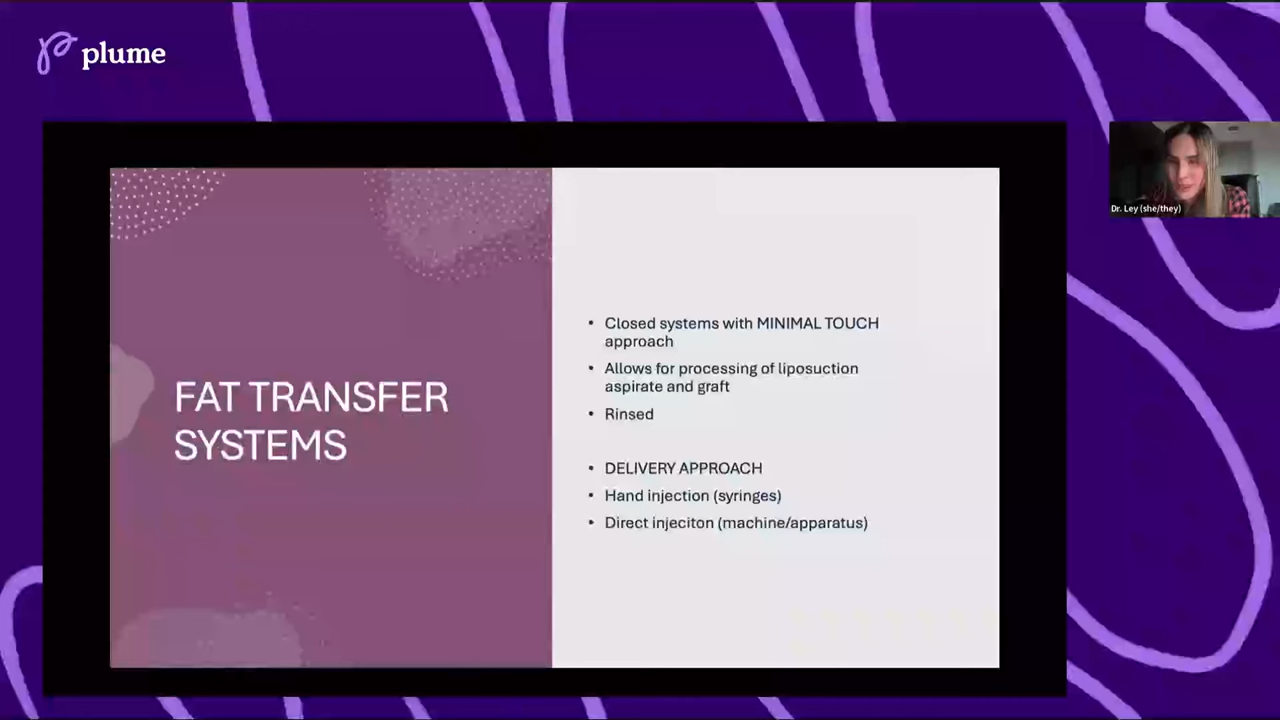 plume
Dr. Ley (she/they)
FAT TRANSFER
SYSTEMS
• Closed systems with MINIMAL TOUCH
approach
• Allows for processing of liposuction
aspirate and graft
• Rinsed
• DELIVERY APPROACH
• Hand injection (syringes)
• Direct injeciton (machine/apparatus)